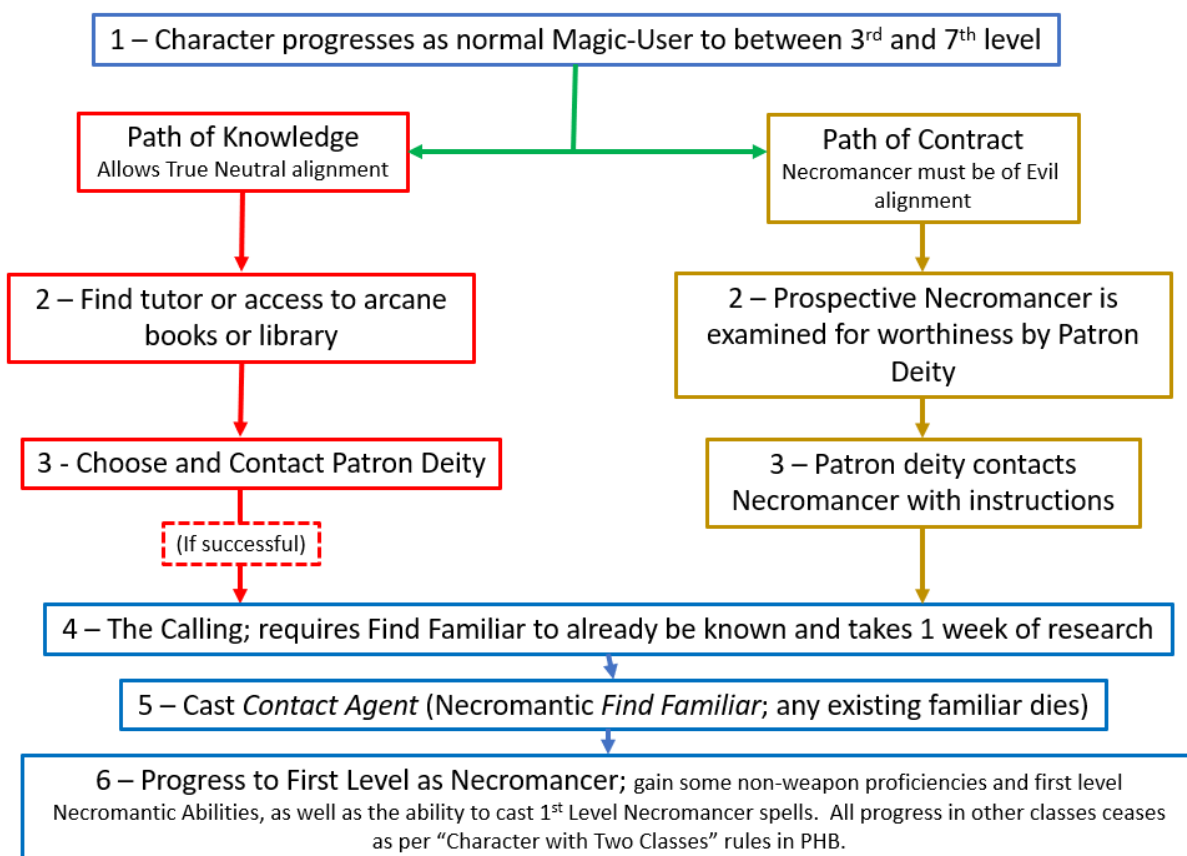 1 – Character progresses as normal Magic-User to between 3rd and 7th level
Path of Knowledge
Allows True Neutral alignment
Path of Contract
Necromancer must be of Evil
alignment
2 – Find tutor or access to arcane
books or library
2 – Prospective Necromancer is
examined for worthiness by Patron
Deity
3 - Choose and Contact Patron Deity
3 – Patron deity contacts
Necromancer with instructions
(If successful)
4 – The Calling; requires Find Familiar to already be known and takes 1 week of research
5 – Cast Contact Agent (Necromantic Find Familiar; any existing familiar dies)
6 – Progress to First Level as Necromancer; gain some non-weapon proficiencies and first level
Necromantic Abilities, as well as the ability to cast 1st Level Necromancer spells. All progress in other classes ceases
as per “Character with Two Classes” rules in PHB.